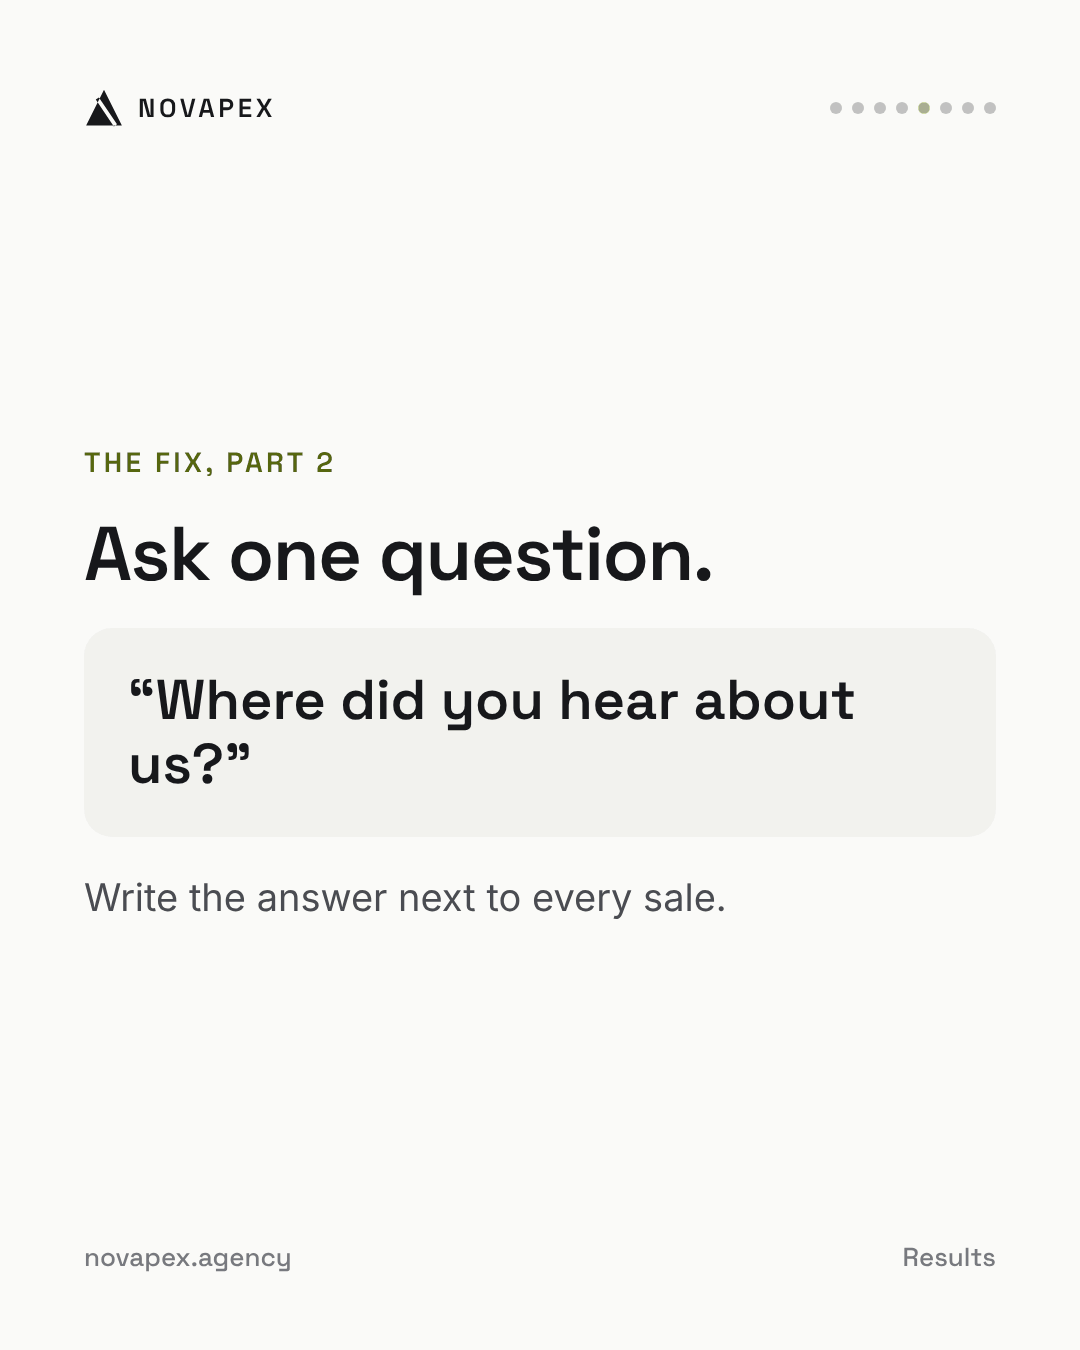 NOVAPEX
THE FIX, PART 2
Ask one question.
“Where did you hear about
us?”
Write the answer next to every sale.
novapex.agency
Results